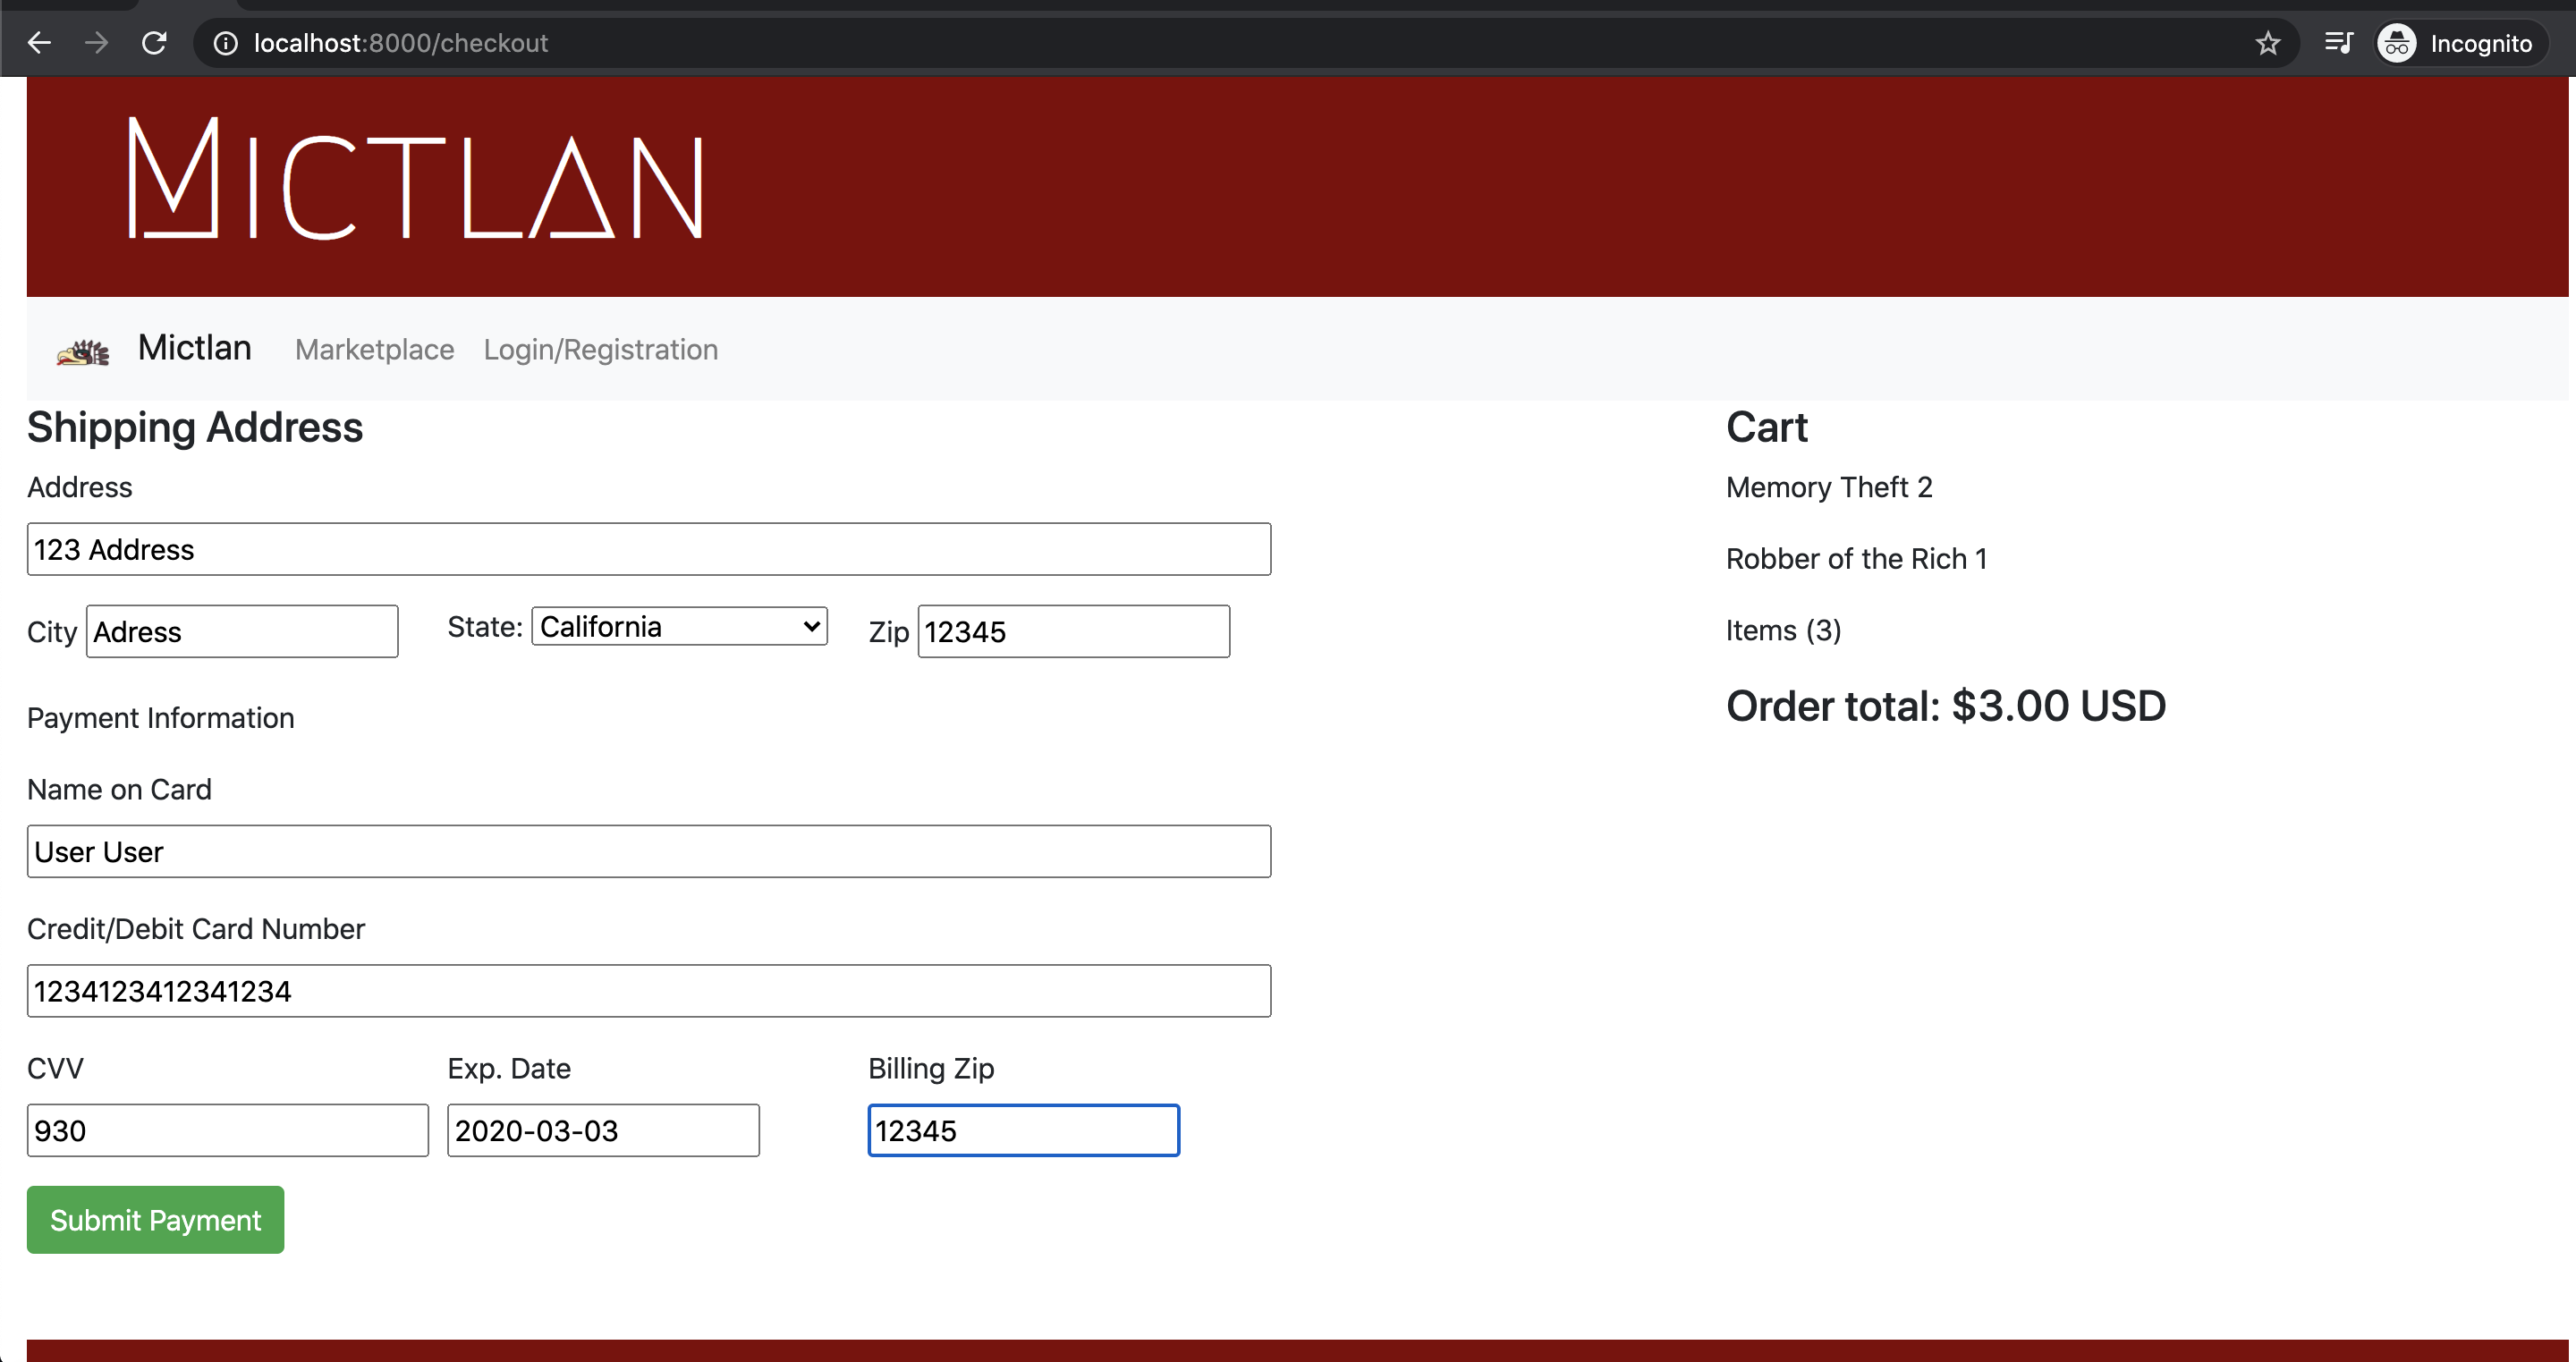 localhost:8000/checkout
Incognito
MICTLAN
Mictlan Marketplace Login/Registration
Shipping Address
Address
123 Address
City Adress State: California Zip 12345
Payment Information
Name on Card
User User
Credit/Debit Card Number
1234123412341234
CVV Exp. Date Billing Zip
930 2020-03-03 12345
Submit Payment
Cart
Memory Theft 2
Robber of the Rich 1
Items (3)
Order total: $3.00 USD